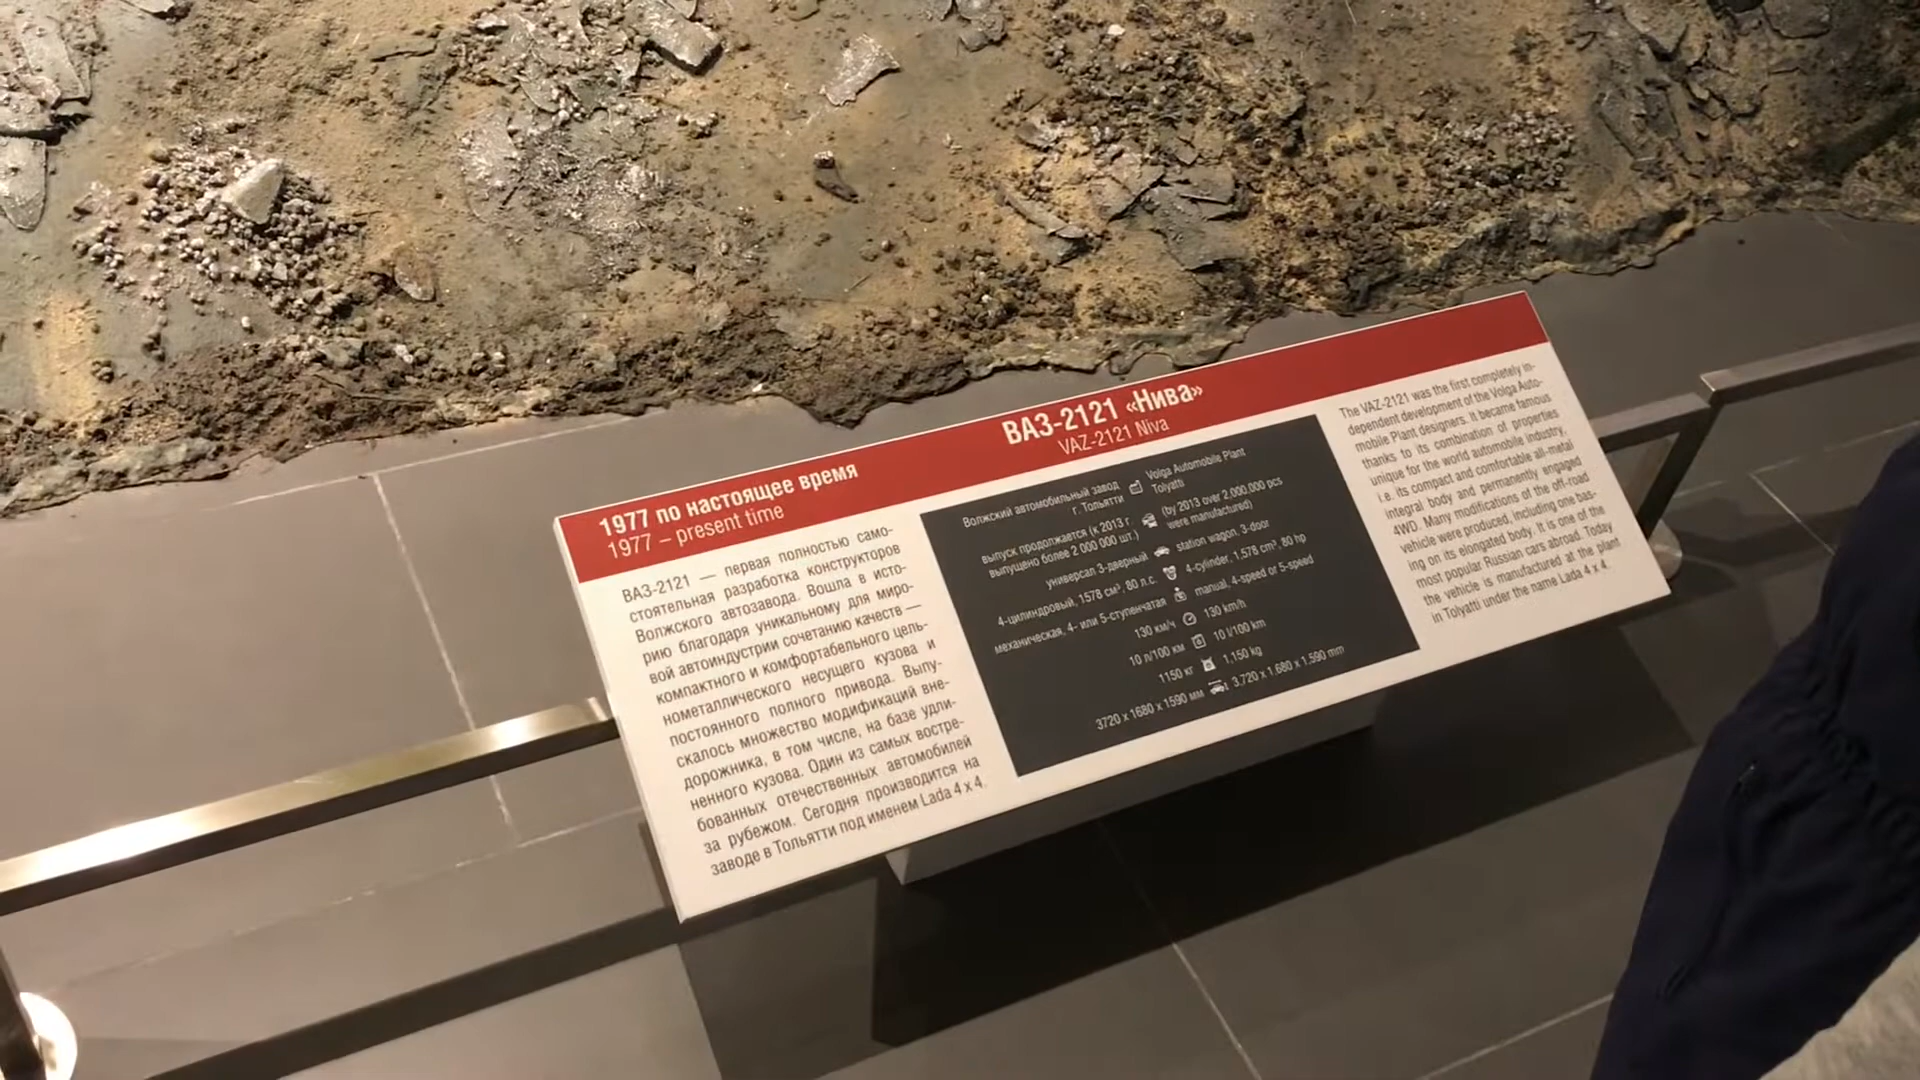 1977 по настоящее время
1977 – present time
ВАЗ-2121 «Нива»
VAZ-2121 Niva
ВАЗ-2121 — первая полностью само-
стоятельная разработка конструкторов
Волжского автозавода. Вошла в исто-
рию благодаря уникальному для миро-
вой автоиндустрии сочетанию качеств —
компактного и комфортабельного цель-
нометаллического несущего кузова и
постоянного полного привода. Выпу-
скалось множество модификаций вне-
дорожника, в том числе, на базе удли-
ненного кузова. Один из самых востре-
бованных отечественных автомобилей
за рубежом. Сегодня производится на
заводе в Тольятти под именем Lada 4 x 4.
Волжский автомобильный завод
г. Тольятти
Volga Automobile Plant
Tolyatti
выпуск продолжается (к 2013 г.
выпущено более 2 000 000 шт.)
(by 2013 over 2,000,000 pcs
were manufactured)
универсал 3-дверный station wagon, 3-door
4-цилиндровый, 1578 см³, 80 л.с. 4-cylinder, 1,578 cm³, 80 hp
механическая, 4- или 5-ступенчатая manual, 4-speed or 5-speed
130 км/ч 130 km/h
10 л/100 км 10 l/100 km
1150 кг 1,150 kg
3720 x 1680 x 1590 мм 3,720 x 1,680 x 1,590 mm
The VAZ-2121 was the first completely in-
dependent development of the Volga Auto-
mobile Plant designers. It became famous
thanks to its combination of properties
unique for the world automobile industry,
i.e. its compact and comfortable all-metal
integral body and permanently engaged
4WD. Many modifications of the off-road
vehicle were produced, including one bas-
ing on its elongated body. It is one of the
most popular Russian cars abroad. Today
the vehicle is manufactured at the plant
in Tolyatti under the name Lada 4 x 4.